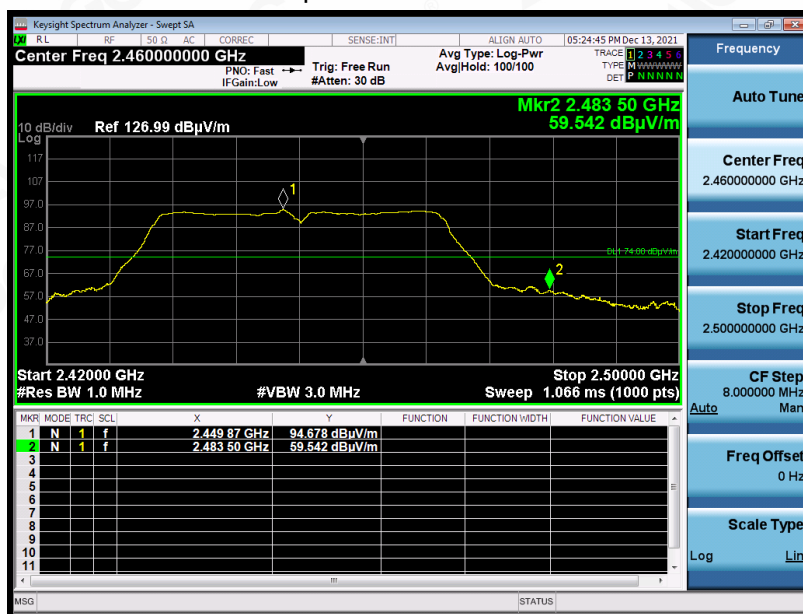 Keysight Spectrum Analyzer - Swept SA
LXI RL RF 50 Ω AC CORREC SENSE:INT ALIGN AUTO 05:24:45 PM Dec 13, 2021
Center Freq 2.460000000 GHz
PNO: Fast
IFGain:Low
Trig: Free Run
#Atten: 30 dB
Avg Type: Log-Pwr
Avg|Hold: 100/100
TRACE 1 2 3 4 5 6
TYPE M WWWWW
DET P N N N N N
Mkr2 2.483 50 GHz
59.542 dBµV/m
10 dB/div Ref 126.99 dBµV/m
Log
117
107
97.0
87.0
77.0
67.0
57.0
47.0
37.0
1
2
DL1 74.00 dBµV/m
Start 2.42000 GHz Stop 2.50000 GHz
#Res BW 1.0 MHz #VBW 3.0 MHz Sweep 1.066 ms (1000 pts)
MKR MODE TRC SCL X Y FUNCTION FUNCTION WIDTH FUNCTION VALUE
1 N 1 f 2.449 87 GHz 94.678 dBµV/m
2 N 1 f 2.483 50 GHz 59.542 dBµV/m
3
4
5
6
7
8
9
10
11
MSG STATUS
Frequency
Auto Tune
Center Freq
2.460000000 GHz
Start Freq
2.420000000 GHz
Stop Freq
2.500000000 GHz
CF Step
8.000000 MHz
Auto Man
Freq Offset
0 Hz
Scale Type
Log Lin